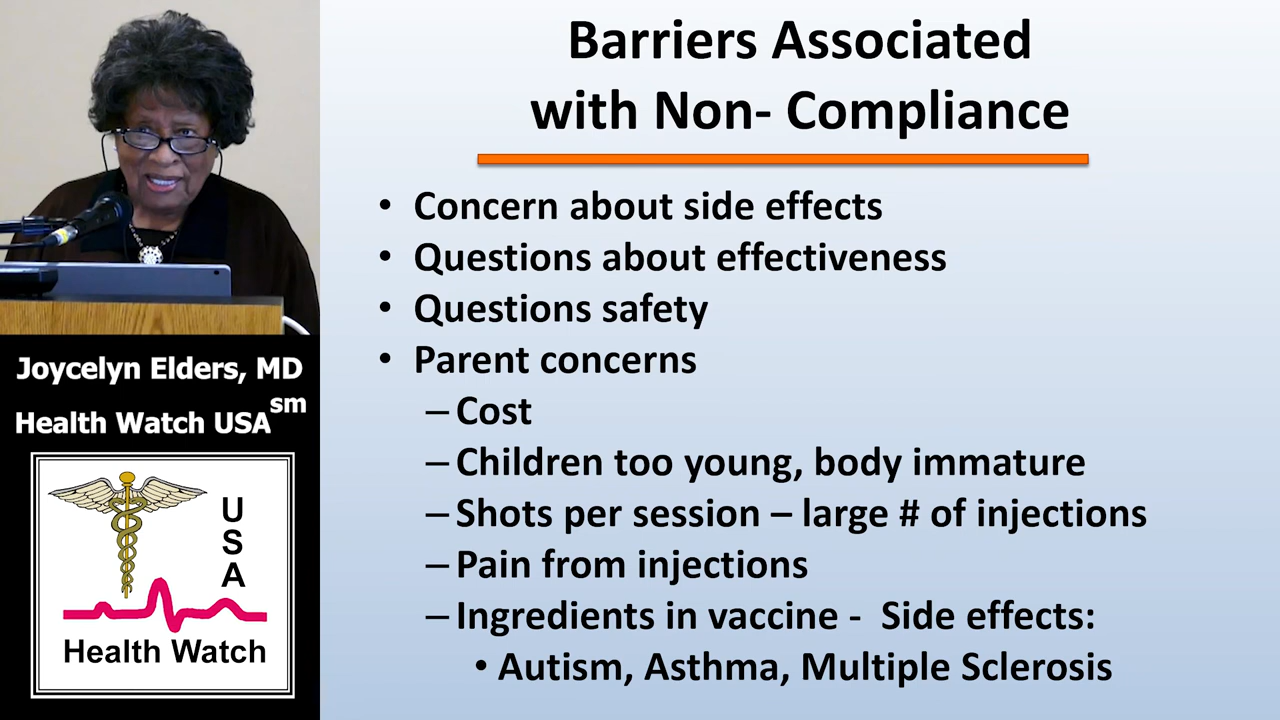 Barriers Associated
with Non- Compliance
• Concern about side effects
• Questions about effectiveness
• Questions safety
• Parent concerns
– Cost
– Children too young, body immature
– Shots per session – large # of injections
– Pain from injections
– Ingredients in vaccine -  Side effects:
• Autism, Asthma, Multiple Sclerosis
Joycelyn Elders, MD
Health Watch USA sm
U
S
A
Health Watch